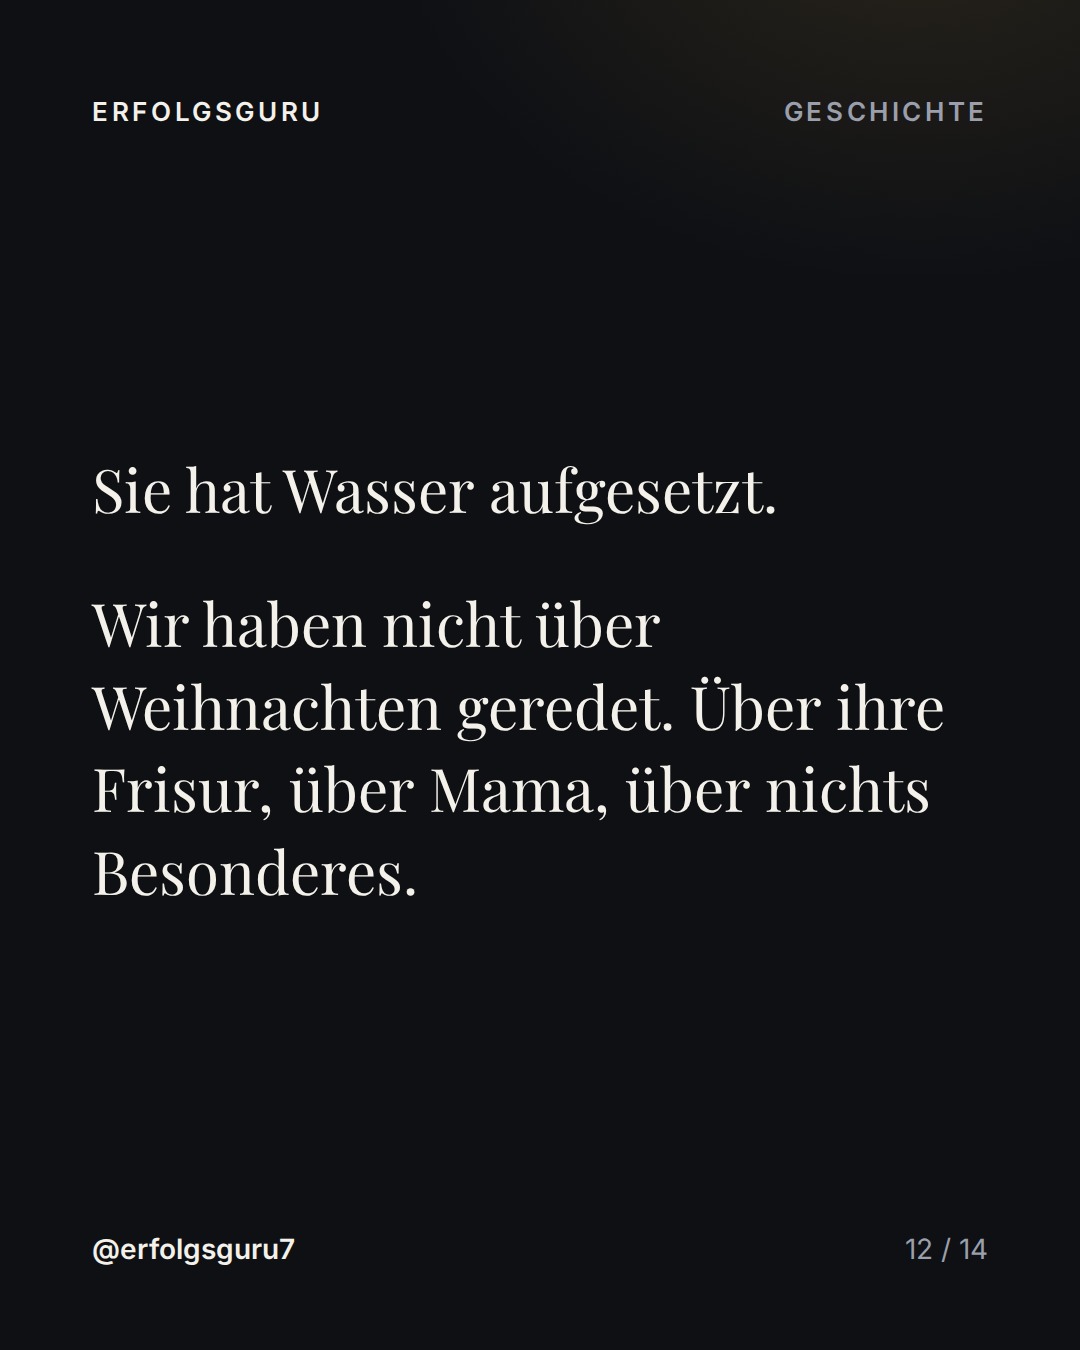 ERFOLGSGURU
GESCHICHTE
Sie hat Wasser aufgesetzt.
Wir haben nicht über
Weihnachten geredet. Über ihre
Frisur, über Mama, über nichts
Besonderes.
@erfolgsguru7
12 / 14